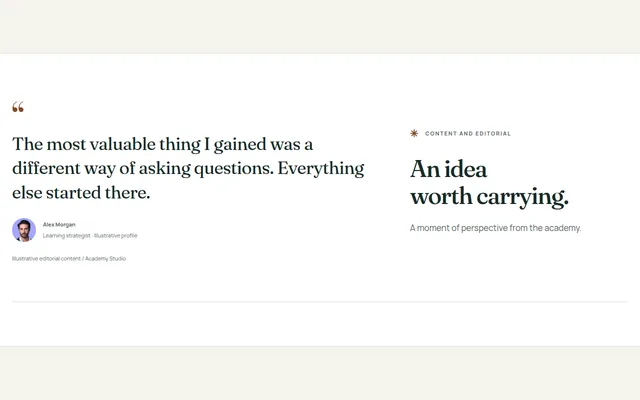 “
The most valuable thing I gained was a
different way of asking questions. Everything
else started there.
Alex Morgan
Learning strategist · Illustrative profile
Illustrative editorial content / Academy Studio
CONTENT AND EDITORIAL
An idea
worth carrying.
A moment of perspective from the academy.